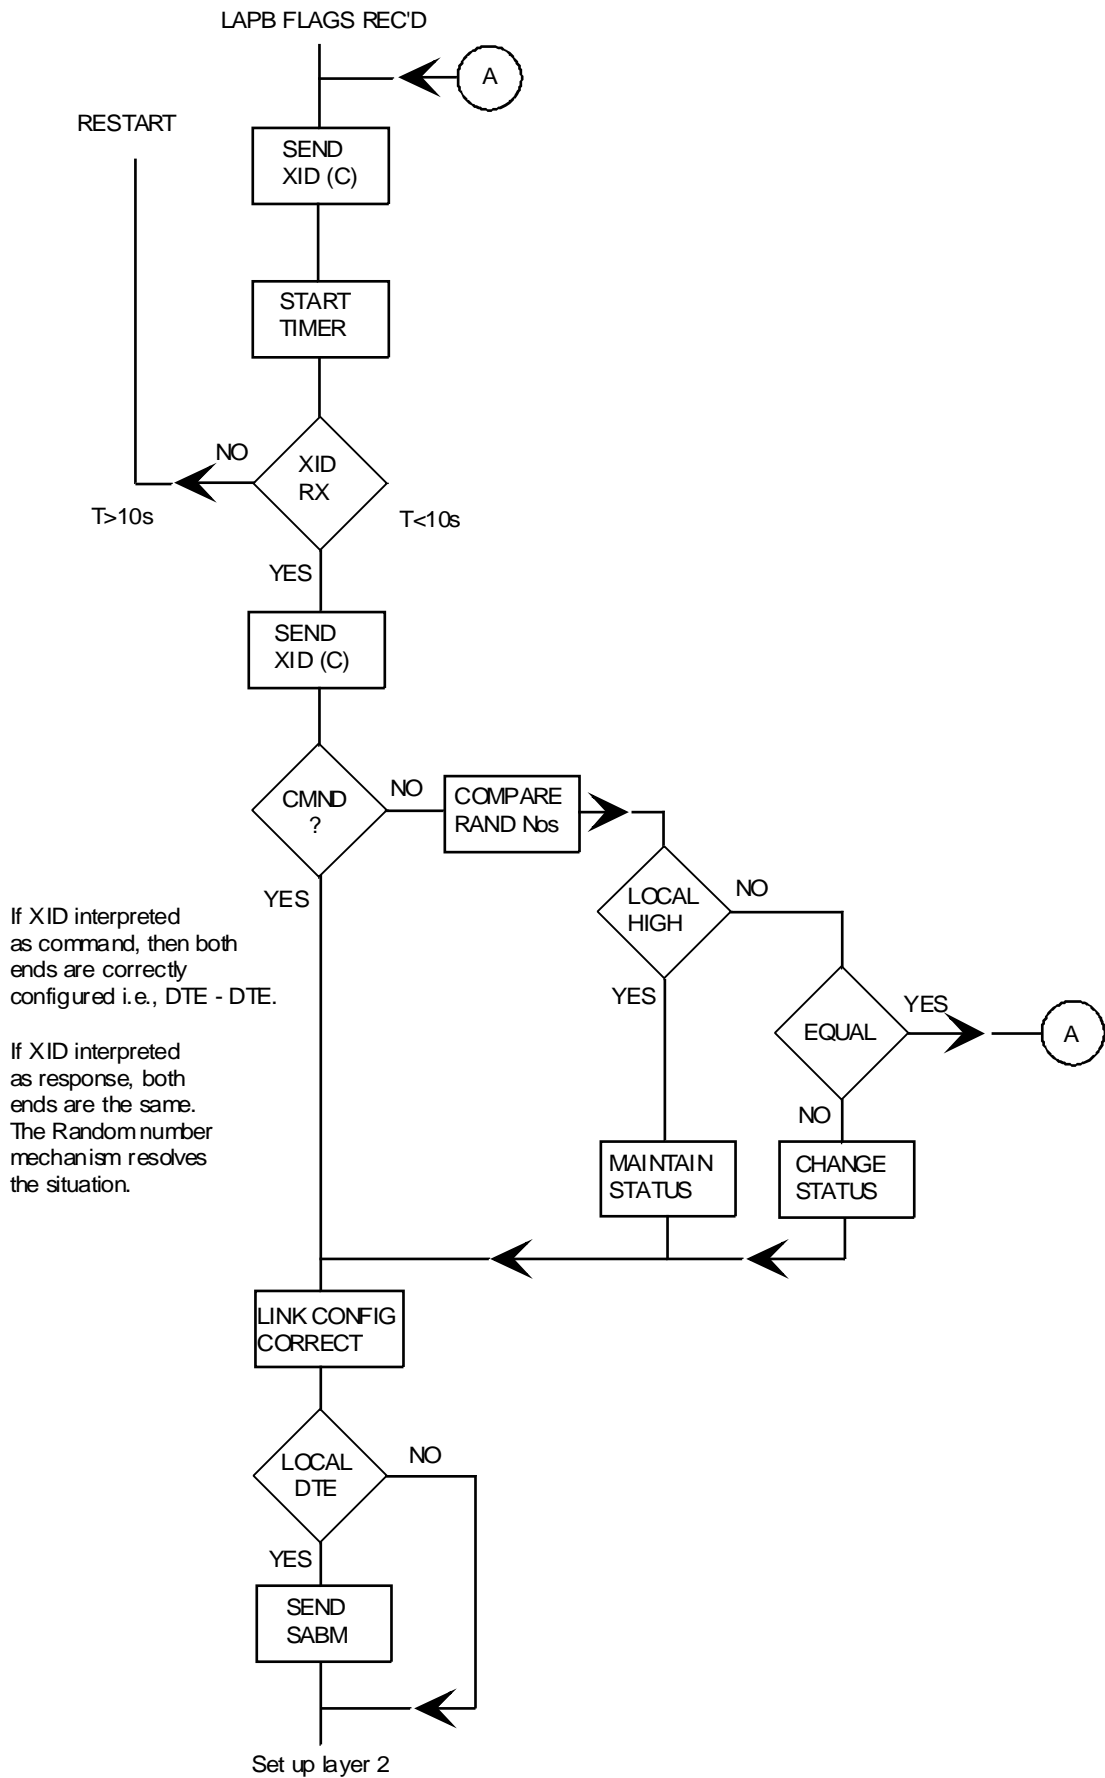 LAPB FLAGS REC'D
A
RESTART
SEND
XID (C)
START
TIMER
NO
XID
RX
T>10s
T<10s
YES
SEND
XID (C)
CMND
?
NO
COMPARE
RAND Nos
YES
LOCAL
HIGH
NO
If XID interpreted
as command, then both
ends are correctly
configured i.e., DTE - DTE.
YES
EQUAL
YES
A
If XID interpreted
as response, both
ends are the same.
The Random number
mechanism resolves
the situation.
NO
MAINTAIN
STATUS
CHANGE
STATUS
LINK CONFIG
CORRECT
LOCAL
DTE
NO
YES
SEND
SABM
Set up layer 2